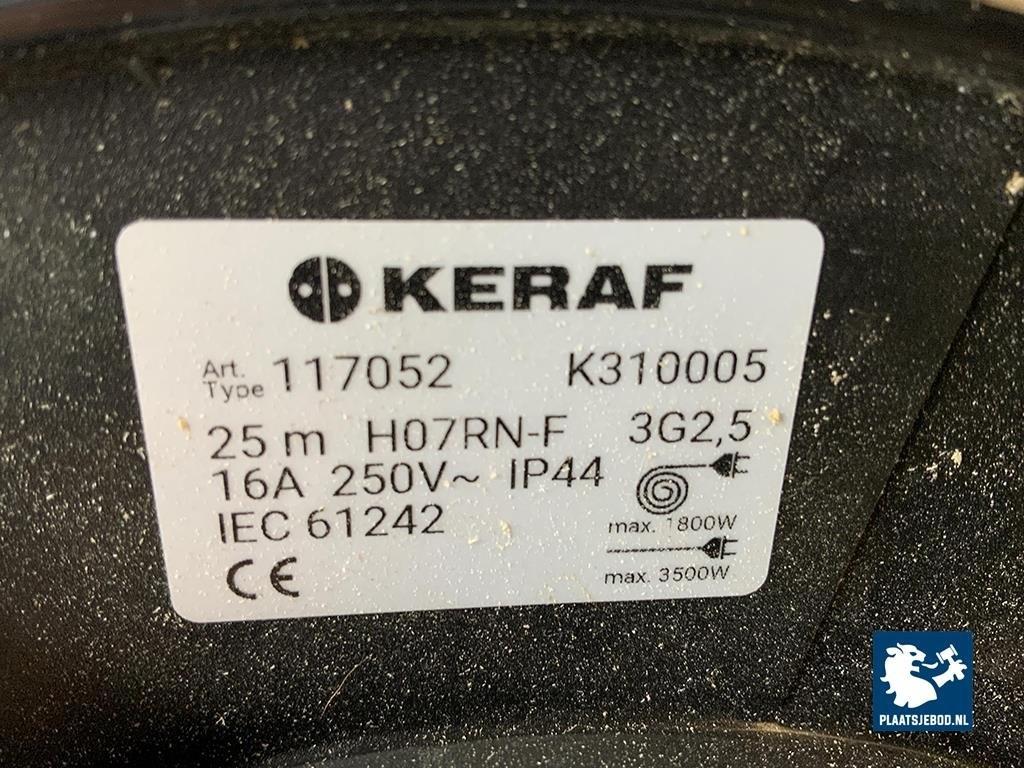 KERAF
Art. Type 117052 K310005
25 m H07RN-F 3G2,5
16A 250V~ IP44
IEC 61242
max. 1800W
CE
max. 3500W
PLAATSJEBOD.NL